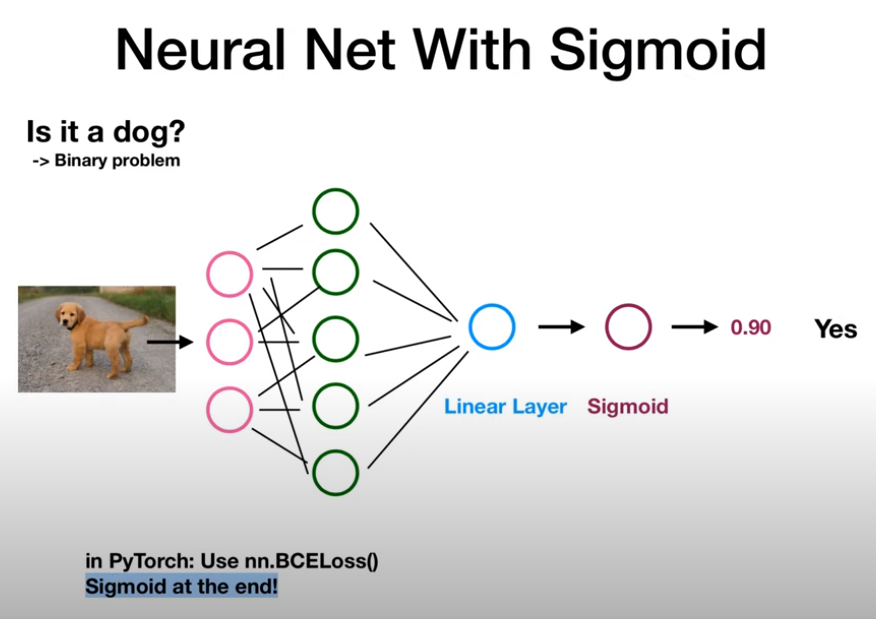 Neural Net With Sigmoid
Is it a dog?
-> Binary problem
0.90
Yes
Linear Layer
Sigmoid
in PyTorch: Use nn.BCELoss()
Sigmoid at the end!